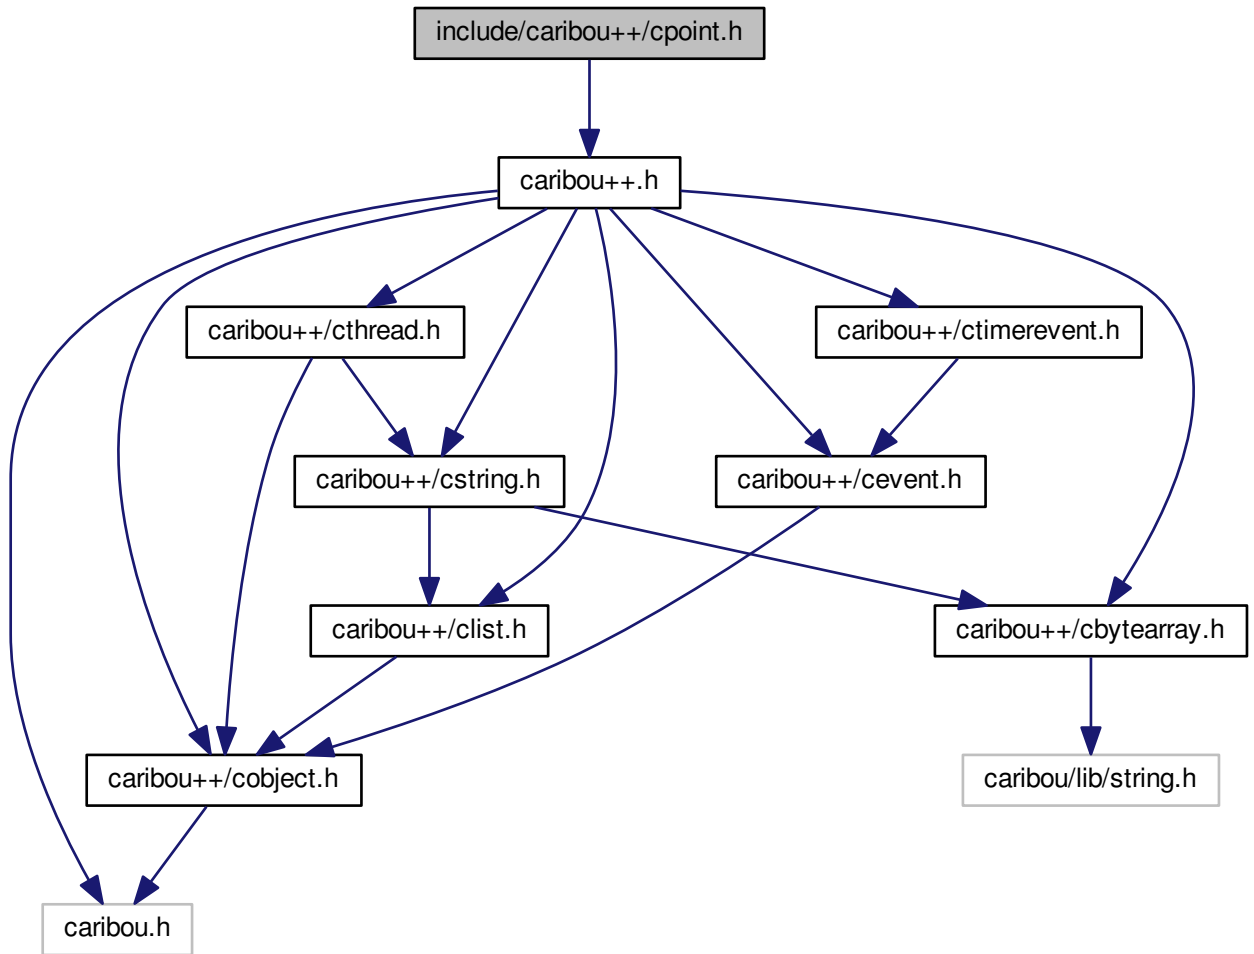 include/caribou++/cpoint.h
caribou++.h
caribou++/cthread.h
caribou++/ctimerevent.h
caribou++/cstring.h
caribou++/cevent.h
caribou++/clist.h
caribou++/cbytearray.h
caribou++/cobject.h
caribou/lib/string.h
caribou.h